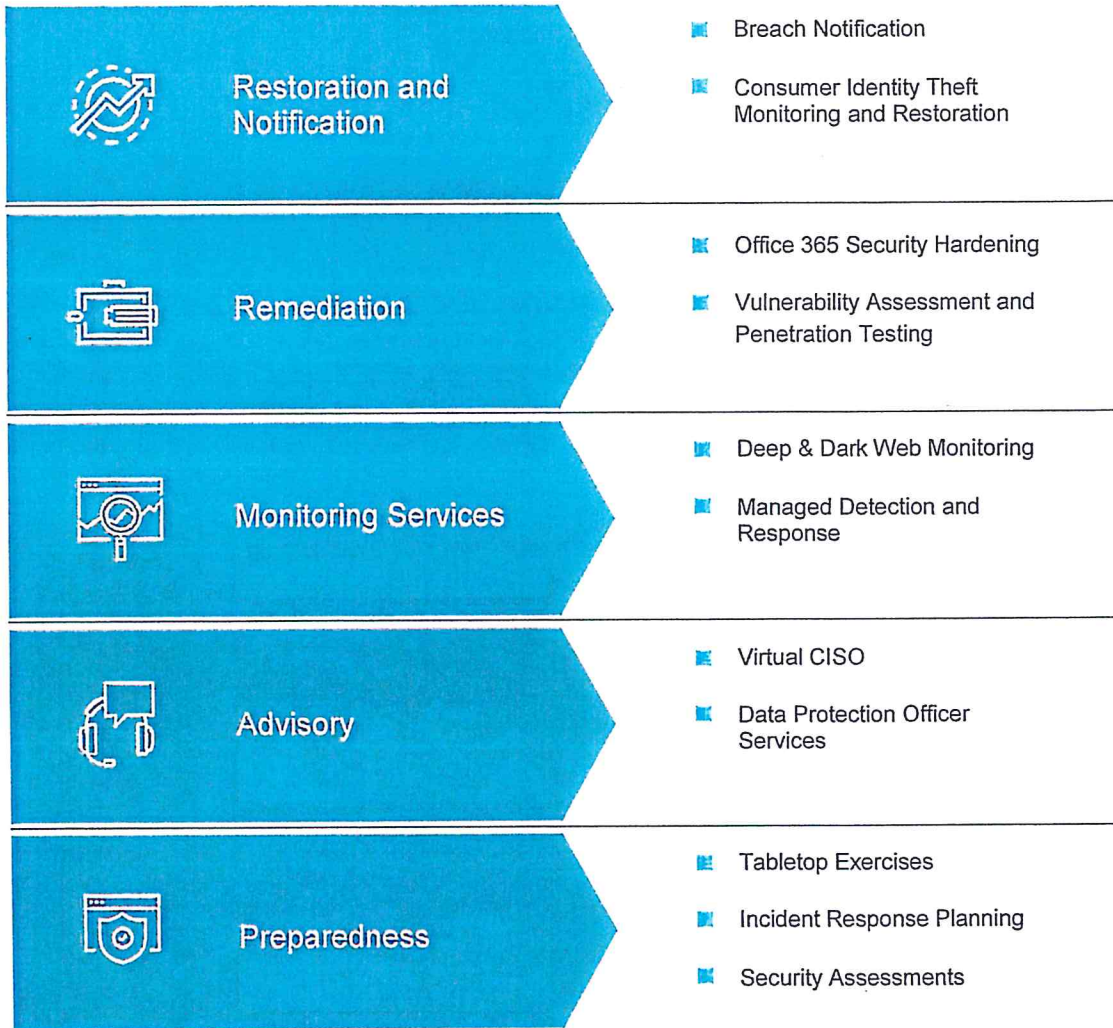 Restoration and
Notification
Breach Notification
Consumer Identity Theft
Monitoring and Restoration
Remediation
Office 365 Security Hardening
Vulnerability Assessment and
Penetration Testing
Monitoring Services
Deep & Dark Web Monitoring
Managed Detection and
Response
Advisory
Virtual CISO
Data Protection Officer
Services
Preparedness
Tabletop Exercises
Incident Response Planning
Security Assessments